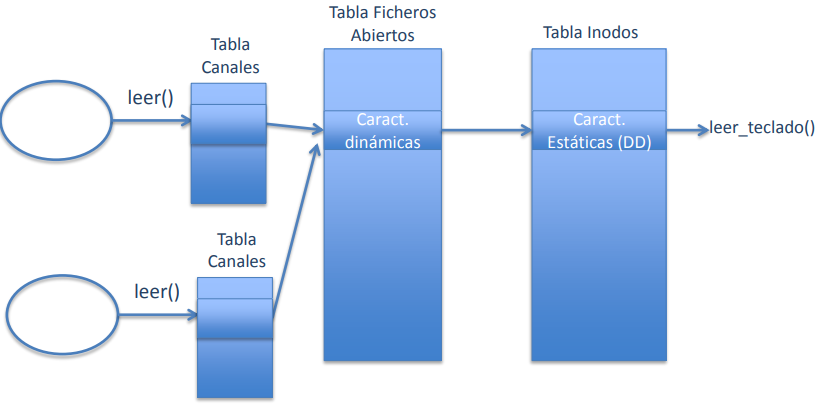 Tabla Ficheros
Abiertos
Tabla Inodos
Tabla
Canales
leer()
Caract.
dinámicas
Caract.
Estáticas (DD)
leer_teclado()
Tabla
Canales
leer()